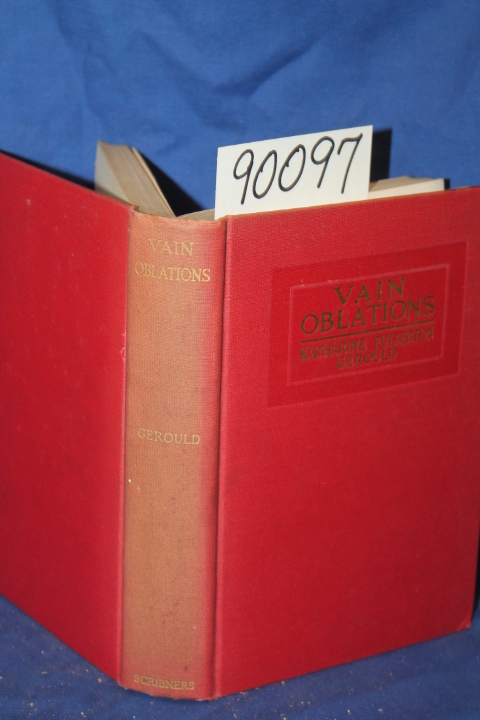 90097
VAIN
OBLATIONS
GEROULD
SCRIBNERS
VAIN
OBLATIONS
KATHARINE FULLERTON
GEROULD